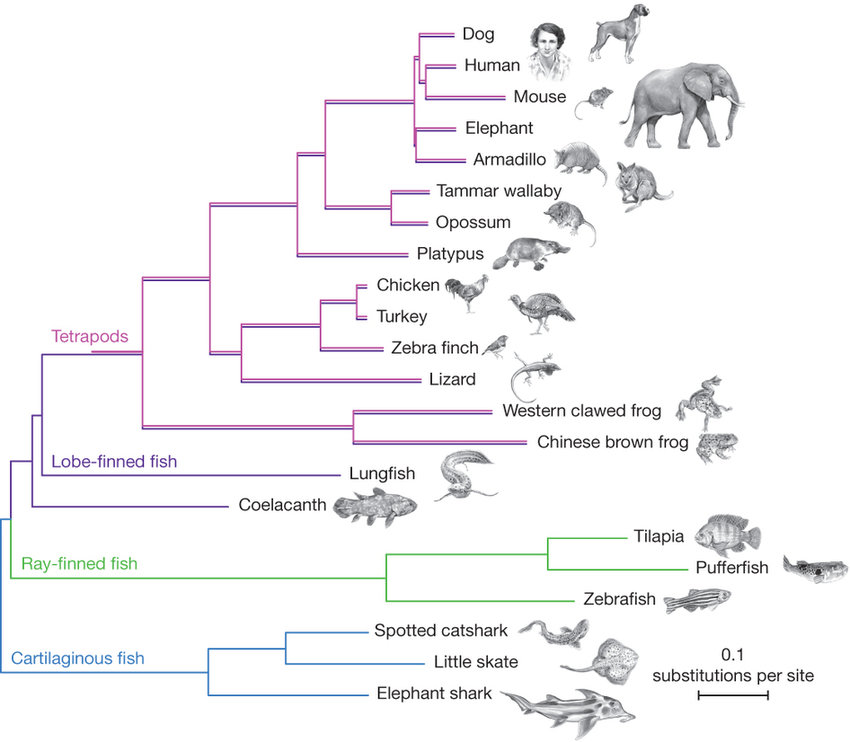 Dog
Human
Mouse
Elephant
Armadillo
Tammar wallaby
Opossum
Platypus
Chicken
Turkey
Tetrapods
Zebra finch
Lizard
Western clawed frog
Chinese brown frog
Lobe-finned fish
Lungfish
Coelacanth
Tilapia
Ray-finned fish
Pufferfish
Zebrafish
Spotted catshark
Cartilaginous fish
Little skate
Elephant shark
0.1
substitutions per site